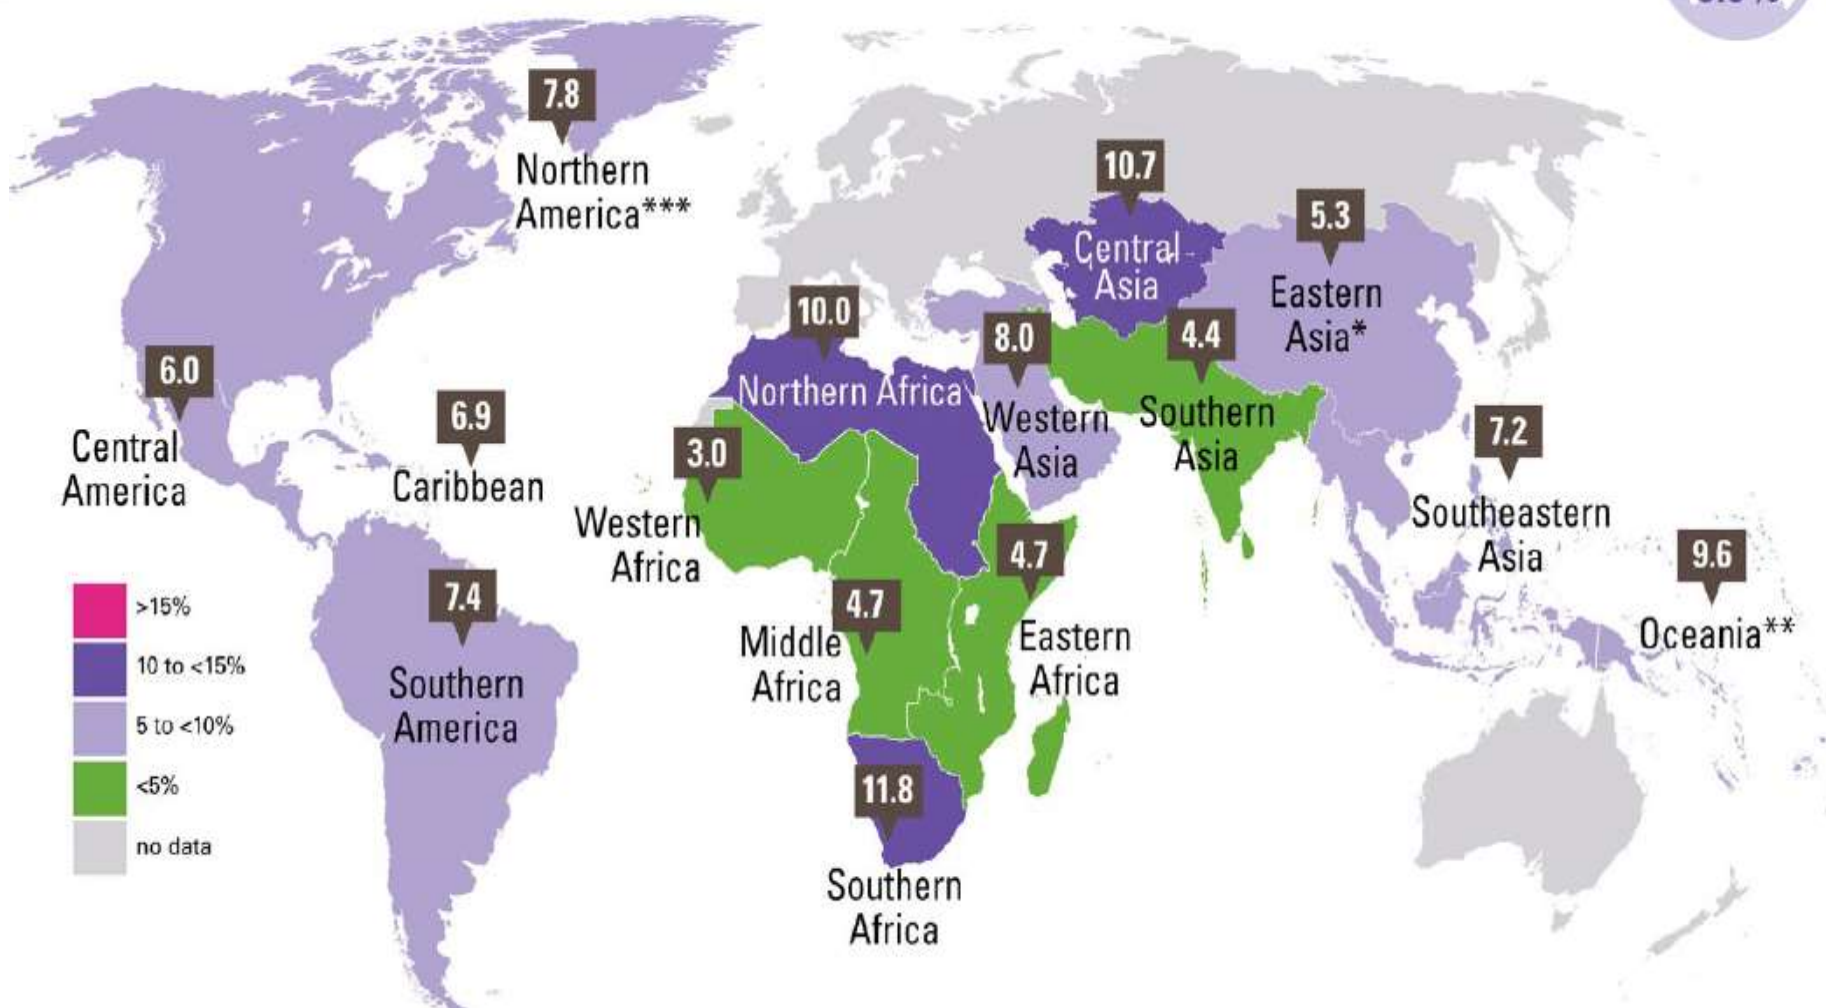 7.8
Northern
America***
10.7
Central
Asia
5.3
Eastern
Asia*
10.0
Northern Africa
8.0
Western
Asia
4.4
Southern
Asia
6.0
Central
America
6.9
Caribbean
3.0
Western
Africa
7.2
Southeastern
Asia
4.7
Eastern
Africa
9.6
Oceania**
7.4
Southern
America
4.7
Middle
Africa
11.8
Southern
Africa
>15%
10 to <15%
5 to <10%
<5%
no data